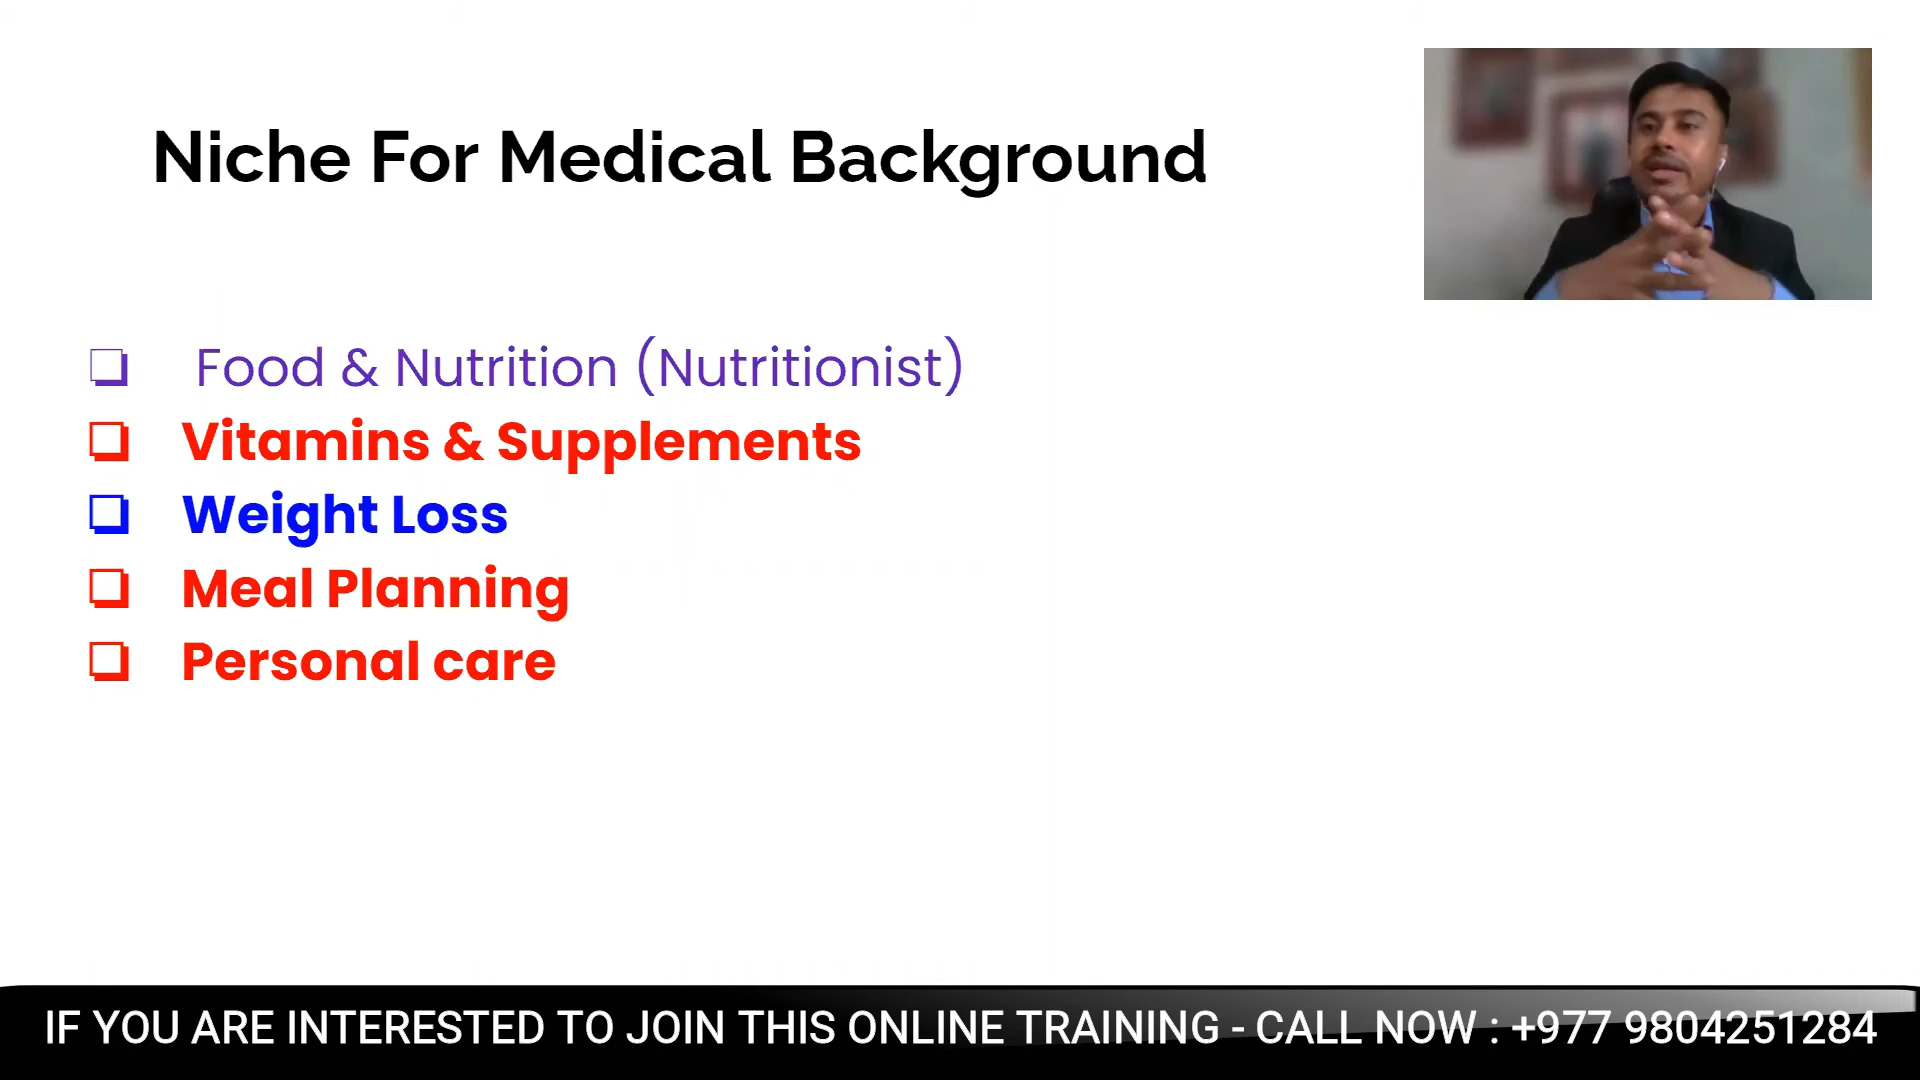 Niche For Medical Background
❏ Food & Nutrition (Nutritionist)
❏ Vitamins & Supplements
❏ Weight Loss
❏ Meal Planning
❏ Personal care
IF YOU ARE INTERESTED TO JOIN THIS ONLINE TRAINING - CALL NOW : +977 9804251284